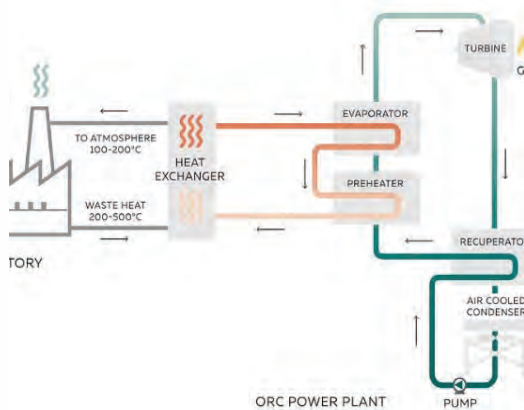 TURBINE
G
EVAPORATOR
TO ATMOSPHERE
100-200°C
HEAT
EXCHANGER
PREHEATER
WASTE HEAT
200-500°C
TORY
RECUPERATO
AIR COOLED
CONDENSER
ORC POWER PLANT
PUMP